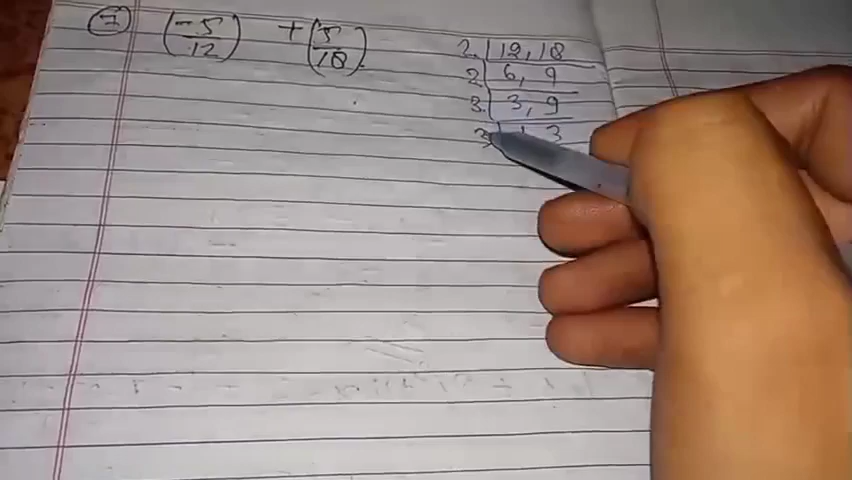 7 (-5/12) + (5/18)
2 | 12, 18
2 | 6, 9
3 | 3, 9
3 | 1, 3